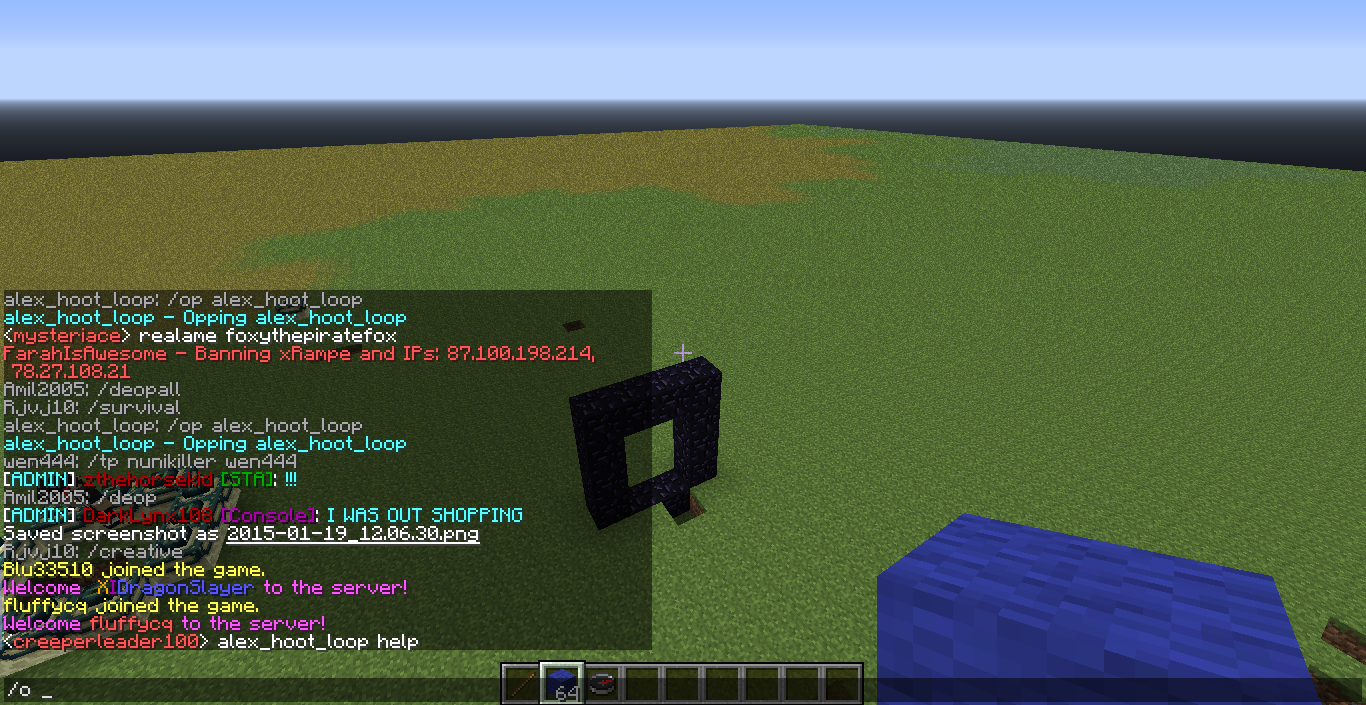 alex_hoot_loop: /op alex_hoot_loop
alex_hoot_loop - Opping alex_hoot_loop
<mysteriace> realame foxythepiratefox
FarahIsAwesome - Banning xRampe and IPs: 87.100.198.214,
78.27.108.21
Amil2005: /deopall
Rjvj10: /survival
alex_hoot_loop: /op alex_hoot_loop
alex_hoot_loop - Opping alex_hoot_loop
wen444: /tp nunikiller wen444
[ADMIN] zthehorsekid [STA]: !!!
Amil2005: /deop
[ADMIN] DarkLynx108 [Console]: I WAS OUT SHOPPING
Saved screenshot as 2015-01-19_12.06.30.png
Rjvj10: /creative
Blu33510 joined the game.
Welcome XIDragonSlayer to the server!
fluffycq joined the game.
Welcome fluffycq to the server!
<creeperleader100> alex_hoot_loop help
/o _
64